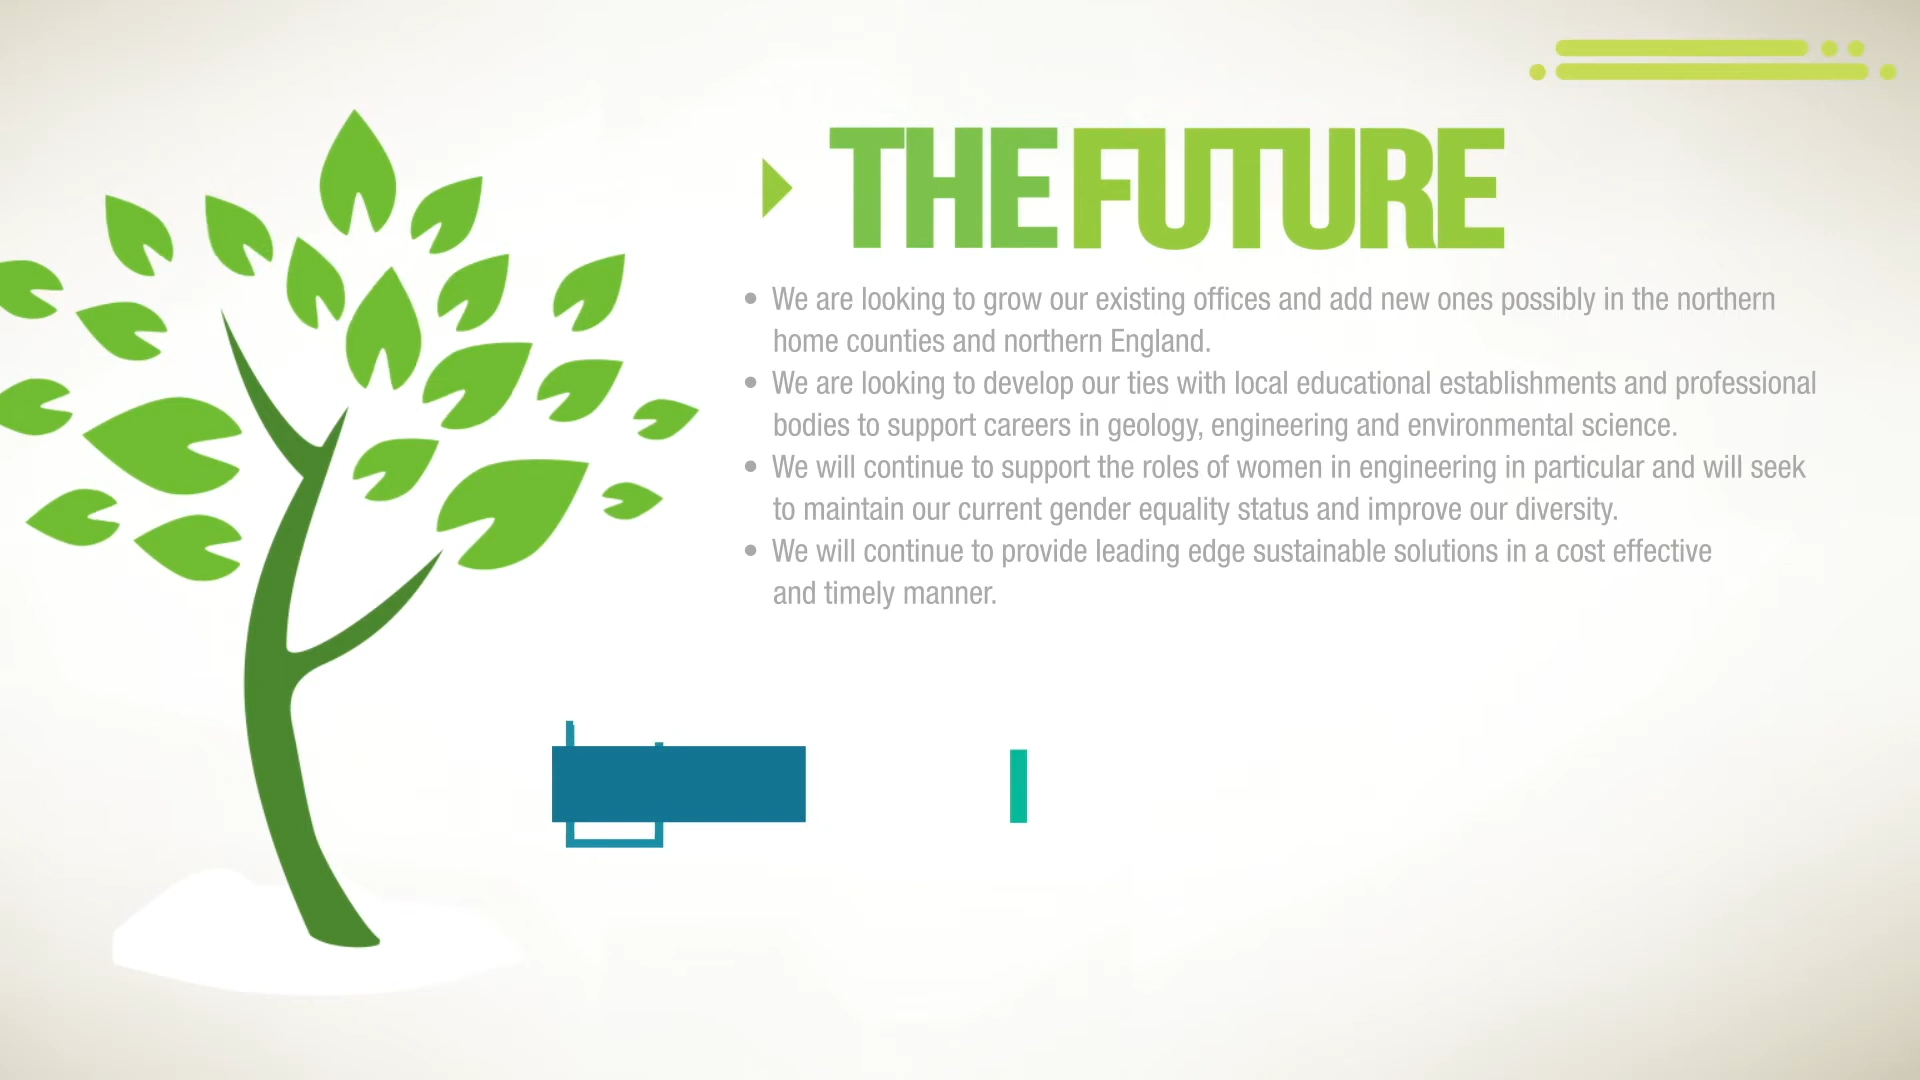 THE FUTURE
• We are looking to grow our existing offices and add new ones possibly in the northern
home counties and northern England.
• We are looking to develop our ties with local educational establishments and professional
bodies to support careers in geology, engineering and environmental science.
• We will continue to support the roles of women in engineering in particular and will seek
to maintain our current gender equality status and improve our diversity.
• We will continue to provide leading edge sustainable solutions in a cost effective
and timely manner.